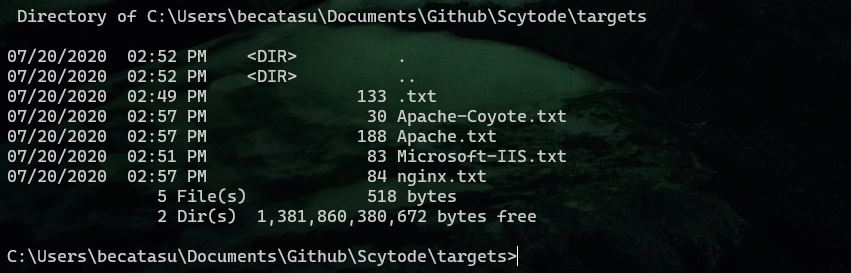 Directory of C:\Users\becatasu\Documents\Github\Scytode\targets
07/20/2020  02:52 PM    <DIR>          .
07/20/2020  02:52 PM    <DIR>          ..
07/20/2020  02:49 PM               133 .txt
07/20/2020  02:57 PM                30 Apache-Coyote.txt
07/20/2020  02:57 PM               188 Apache.txt
07/20/2020  02:51 PM                83 Microsoft-IIS.txt
07/20/2020  02:57 PM                84 nginx.txt
5 File(s)            518 bytes
2 Dir(s)  1,381,860,380,672 bytes free
C:\Users\becatasu\Documents\Github\Scytode\targets>